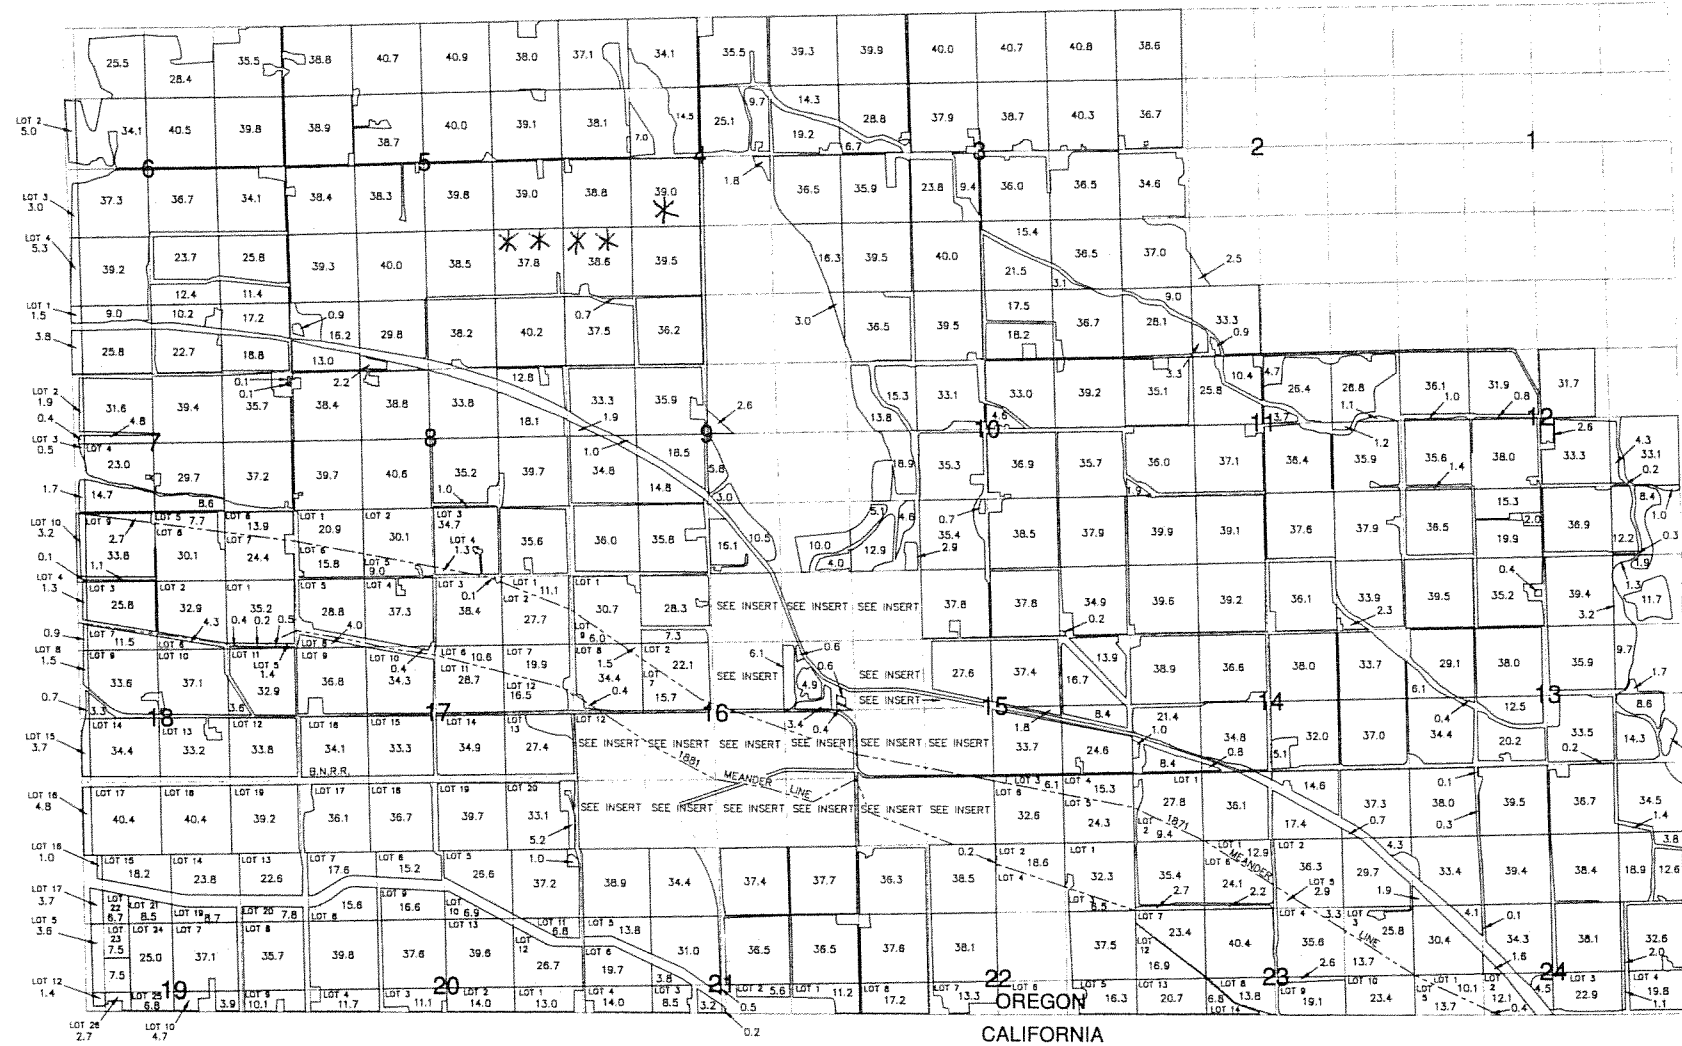 25.5 28.4 35.5 38.8 40.7 40.9 38.0 37.1 34.1 35.5 39.3 39.9 40.0 40.7 40.8 38.6
LOT 2 5.0 34.1 40.5 39.8 38.9 38.7 40.0 39.1 38.1 7.0 14.5 25.1 9.7 14.3 19.2 28.8 6.7 37.9 38.7 40.3 36.7
6 5 4 3 2 1
LOT 3 3.0 37.3 36.7 34.1 38.4 38.3 39.8 39.0 38.8 39.0 1.8 36.5 35.9 23.8 9.4 36.0 36.5 34.6
LOT 4 5.3 39.2 23.7 25.8 39.3 40.0 38.5 37.8 38.6 39.5 16.3 39.5 40.0 15.4 21.5 36.5 37.0 2.5
12.4 11.4
LOT 1 1.5 9.0 10.2 17.2 0.9 16.2 29.8 38.2 40.2 0.7 37.5 36.2 3.0 36.5 39.5 17.5 3.1 9.0
3.8 25.8 22.7 18.8 13.0 18.2 36.7 28.1 33.3 0.9
0.1 0.1 2.2 12.8 3.3 10.4 4.7
LOT 2 1.9 31.6 39.4 35.7 38.4 38.8 33.8 18.1 33.3 1.9 35.9 2.6 15.3 13.8 33.1 33.0 4.6 39.2 35.1 25.8 26.4 26.8 36.1 1.0 31.9 0.8 31.7
0.4 4.8 3.7 1.1 1.2
7 8 9 10 11 12
LOT 3 0.5 LOT 4 23.0 29.7 37.2 39.7 40.6 35.2 39.7 1.0 34.8 18.5 5.8 18.9 35.3 36.9 35.7 36.0 37.1 36.4 35.9 35.6 38.0 33.3 2.6 4.3 33.1
1.7 14.7 8.6 1.0 14.8 3.0 1.9 1.4 0.2 8.4 1.0
LOT 10 3.2 LOT 9 2.7 33.8 LOT 5 7.7 LOT 6 30.1 LOT 6 13.9 LOT 7 24.4 LOT 1 20.9 LOT 6 15.8 LOT 2 30.1 LOT 5 9.0 LOT 3 34.7 LOT 4 1.3 35.6 36.0 35.8 16.1 10.5 10.0 4.0 5.1 12.9 4.6 35.4 2.9 0.7 38.5 37.9 39.9 39.1 37.6 37.9 36.5 15.3 2.0 19.9 36.9 12.2 0.3
0.1 1.1 1.9
LOT 4 1.3 LOT 3 25.8 LOT 2 32.9 LOT 1 35.2 LOT 5 28.8 LOT 4 37.3 LOT 3 38.4 0.1 LOT 1 11.1 LOT 2 27.7 LOT 1 30.7 28.3 SEE INSERT SEE INSERT SEE INSERT 37.8 37.8 34.9 39.6 39.2 36.1 33.9 2.3 39.5 0.4 35.2 39.4 3.2 1.3 11.7
0.9 LOT 7 11.5 4.3 0.4 0.2 0.5 4.0 LOT 9 6.0 7.3 0.2
LOT 8 1.5 LOT 9 33.6 LOT 8 LOT 10 37.1 LOT 11 LOT 5 1.4 32.9 LOT 8 LOT 9 36.8 LOT 10 34.3 0.4 LOT 6 10.6 LOT 11 28.7 LOT 7 19.9 LOT 12 16.5 LOT 8 34.4 1.5 0.4 LOT 2 22.1 LOT 7 15.7 SEE INSERT 6.1 0.6 0.6 4.9 SEE INSERT 27.6 37.4 13.9 16.7 38.9 36.6 38.0 33.7 29.1 38.0 35.9 9.7
0.7 3.3 3.6 3.4 0.4 SEE INSERT 8.4 6.1 0.4 12.5 1.7
18 17 16 15 14 13
LOT 15 3.7 LOT 14 34.4 LOT 13 33.2 LOT 12 33.8 LOT 16 34.1 LOT 15 33.3 LOT 14 34.9 LOT 13 27.4 LOT 12 SEE INSERT SEE INSERT SEE INSERT SEE INSERT SEE INSERT SEE INSERT 1.8 33.7 24.6 21.4 1.0 8.4 34.8 0.8 5.1 32.0 37.0 34.4 20.2 0.2 33.5 8.6 14.3
B.N.R.R. 1881 MEANDER LINE
LOT 16 4.8 LOT 17 40.4 LOT 18 40.4 LOT 19 39.2 LOT 17 36.1 LOT 18 36.7 LOT 19 39.7 LOT 20 33.1 5.2 SEE INSERT SEE INSERT SEE INSERT SEE INSERT SEE INSERT SEE INSERT LOT 3 6.1 LOT 6 32.6 LOT 4 15.3 LOT 5 24.3 LOT 1 27.8 LOT 2 9.4 1871 36.1 14.6 17.4 37.3 0.7 38.0 0.1 0.3 39.5 36.7 34.5 1.4
LOT 16 1.0 LOT 15 18.2 LOT 14 23.8 LOT 13 22.6 LOT 7 17.6 LOT 6 15.2 LOT 5 26.6 1.0 37.2 38.9 34.4 37.4 37.7 36.3 38.5 0.2 LOT 2 18.6 LOT 4 LOT 1 32.3 35.4 2.7 LOT 1 12.9 LOT 6 24.1 2.2 MEANDER LOT 2 36.3 LOT 5 2.9 29.7 4.3 1.9 33.4 39.4 38.4 18.9 3.8 12.6
LOT 17 3.7 LOT 22 6.7 LOT 21 8.5 LOT 19 8.7 LOT 20 7.8 15.6 LOT 9 16.6 LOT 10 6.9 LOT 11 6.8 LOT 5 13.8 8.5 4.1 0.1
LOT 5 3.6 LOT 23 7.5 LOT 24 25.0 LOT 7 37.1 LOT 8 35.7 LOT 8 39.8 37.6 LOT 13 39.6 LOT 12 26.7 LOT 6 19.7 31.0 36.5 36.5 37.6 38.1 37.5 LOT 7 23.4 LOT 12 16.9 40.4 LOT 4 35.6 3.3 LOT 3 25.8 LINE 13.7 2.6 30.4 34.3 1.6 38.1 32.6 2.0
7.5 3.8
19 20 21 22 23 24
LOT 12 1.4 LOT 25 6.8 3.9 LOT 5 10.1 LOT 4 11.7 LOT 3 11.1 LOT 2 14.0 LOT 1 13.0 LOT 4 14.0 LOT 3 8.5 3.2 0.5 LOT 2 5.6 LOT 1 11.2 LOT 8 17.2 LOT 7 13.3 LOT 5 16.3 LOT 13 20.7 6.8 LOT 8 13.8 LOT 14 LOT 9 19.1 LOT 10 23.4 LOT 1 10.1 LOT 5 13.7 LOT 2 12.1 0.4 4.5 LOT 3 22.9 LOT 4 19.8 1.1
LOT 26 2.7 LOT 10 4.7 0.2
OREGON
CALIFORNIA